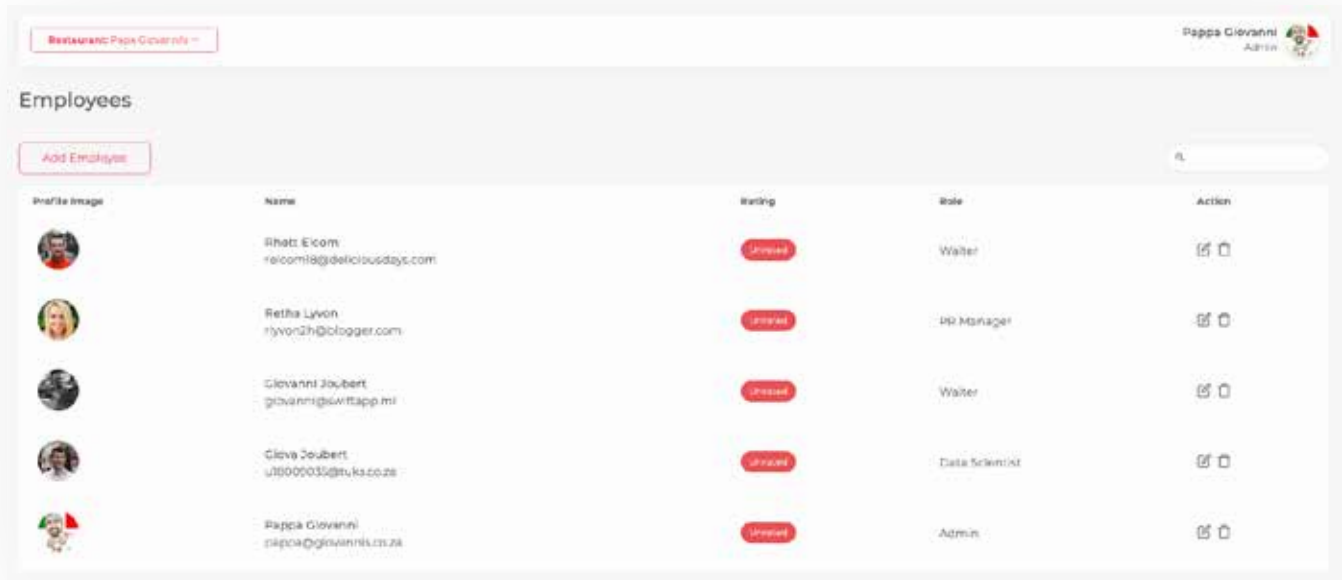 Restaurant: Papa Giovanni's
Pappa Giovanni
Admin
Employees
Add Employee
Profile Image Name Rating Role Action
Rhett Elcom Unrated Waiter
relcom18@deliciousdays.com
Retha Lyvon Unrated PR Manager
rlyvon2h@blogger.com
Giovanni Joubert Unrated Waiter
giovanni@swiftapp.ml
Giova Joubert Unrated Data Scientist
Pappa Giovanni Unrated Admin
pappa@giovannis.co.za